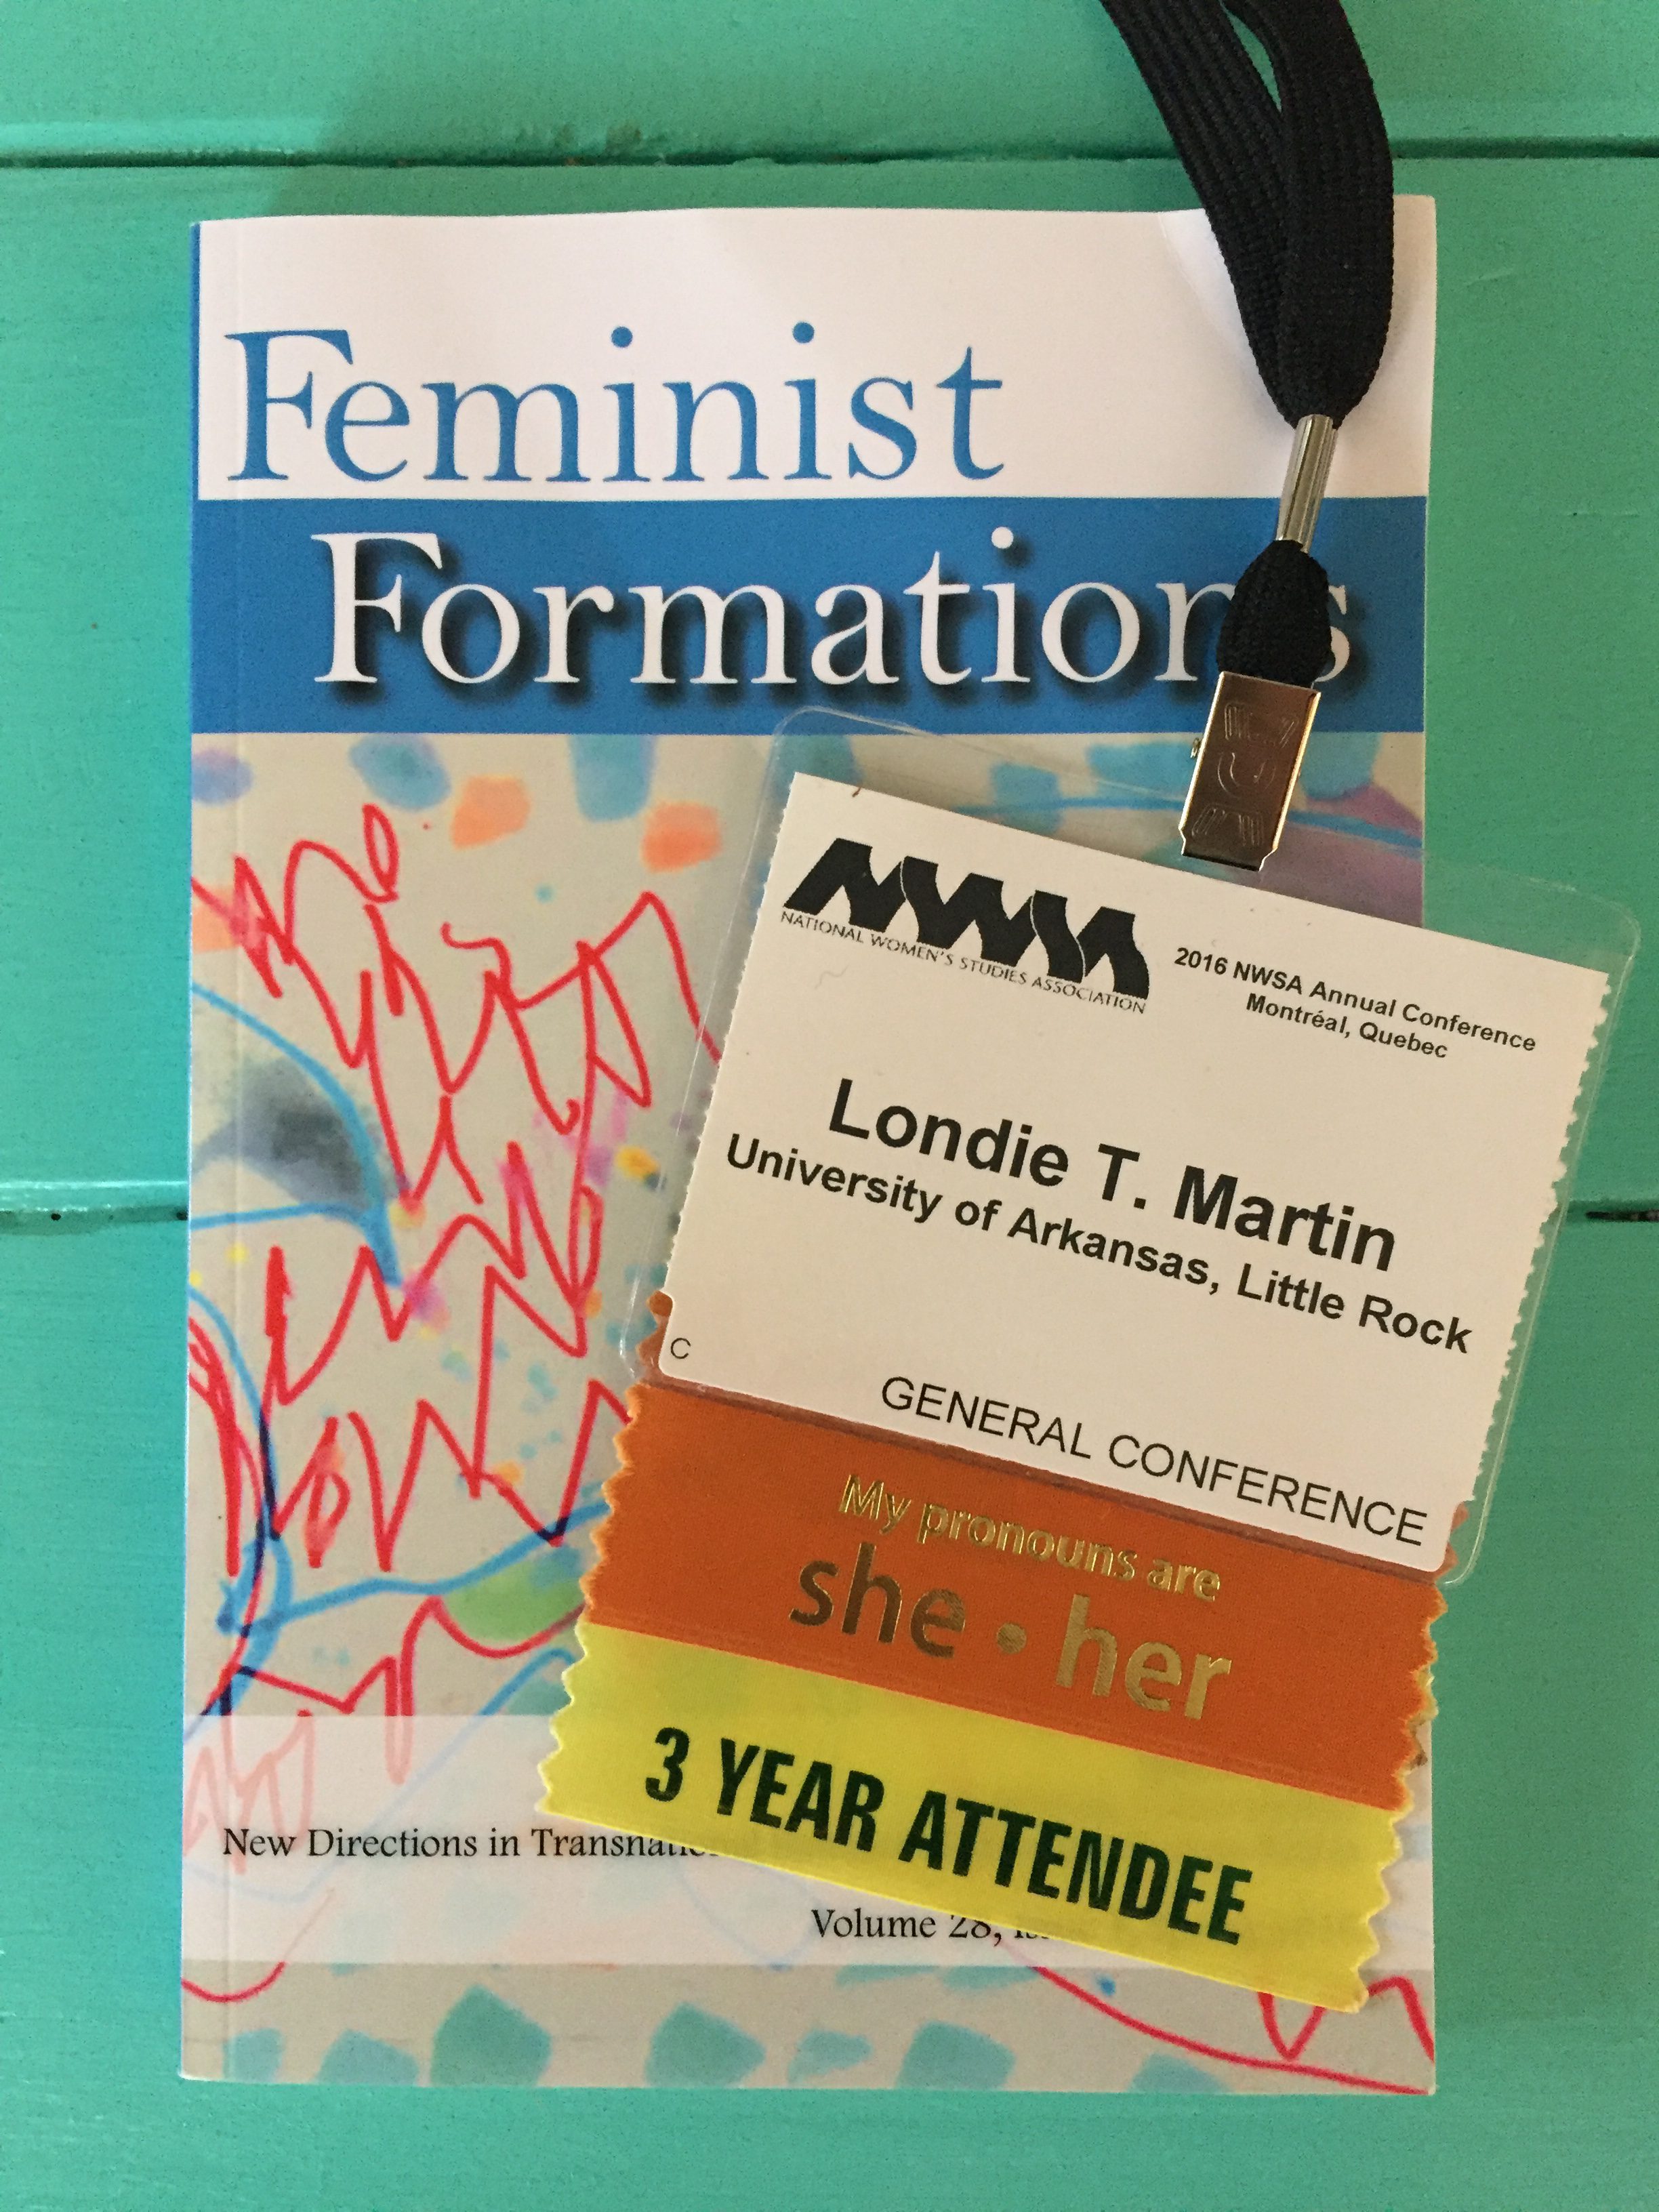 Feminist
Formations
NWSA
NATIONAL WOMEN'S STUDIES ASSOCIATION
2016 NWSA Annual Conference
Montréal, Quebec
Londie T. Martin
University of Arkansas, Little Rock
C
GENERAL CONFERENCE
My pronouns are
she • her
3 YEAR ATTENDEE
New Directions in
Volume 28,